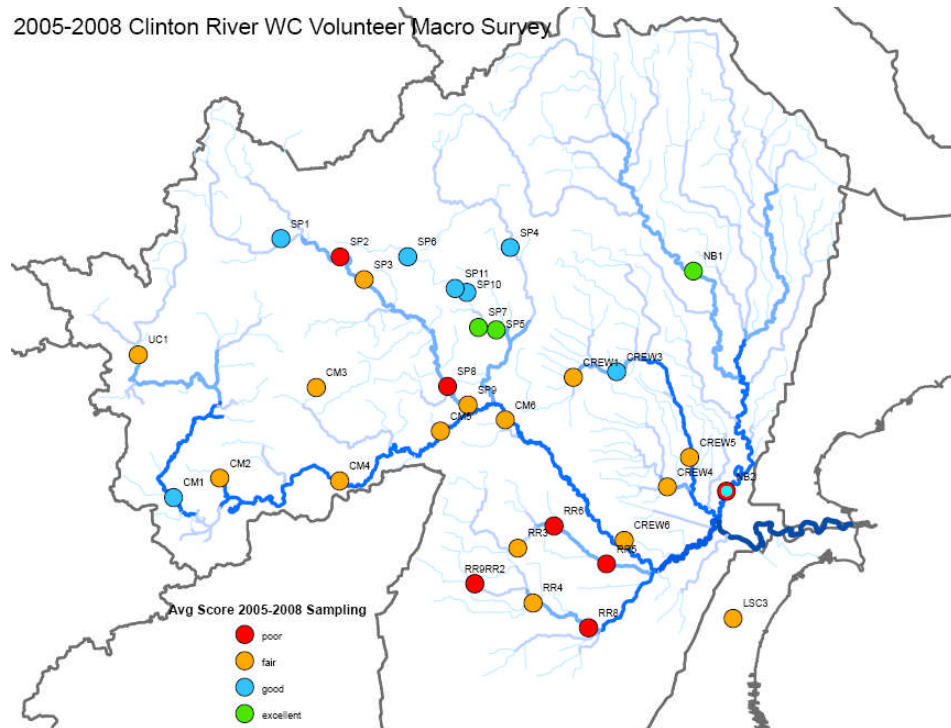 2005-2008 Clinton River WC Volunteer Macro Survey
SP1
SP2
SP6
SP4
SP3
NB1
SP11
SP10
SP7
SP5
UC1
CREW1
CREW3
CM3
SP8
SP9
CM6
CM5
CREW5
CM2
CM4
CREW4
CM1
NB2
RR6
RR3
CREW6
RR5
RR9RR2
RR4
RR8
LSC3
Avg Score 2005-2008 Sampling
poor
fair
good
excellent